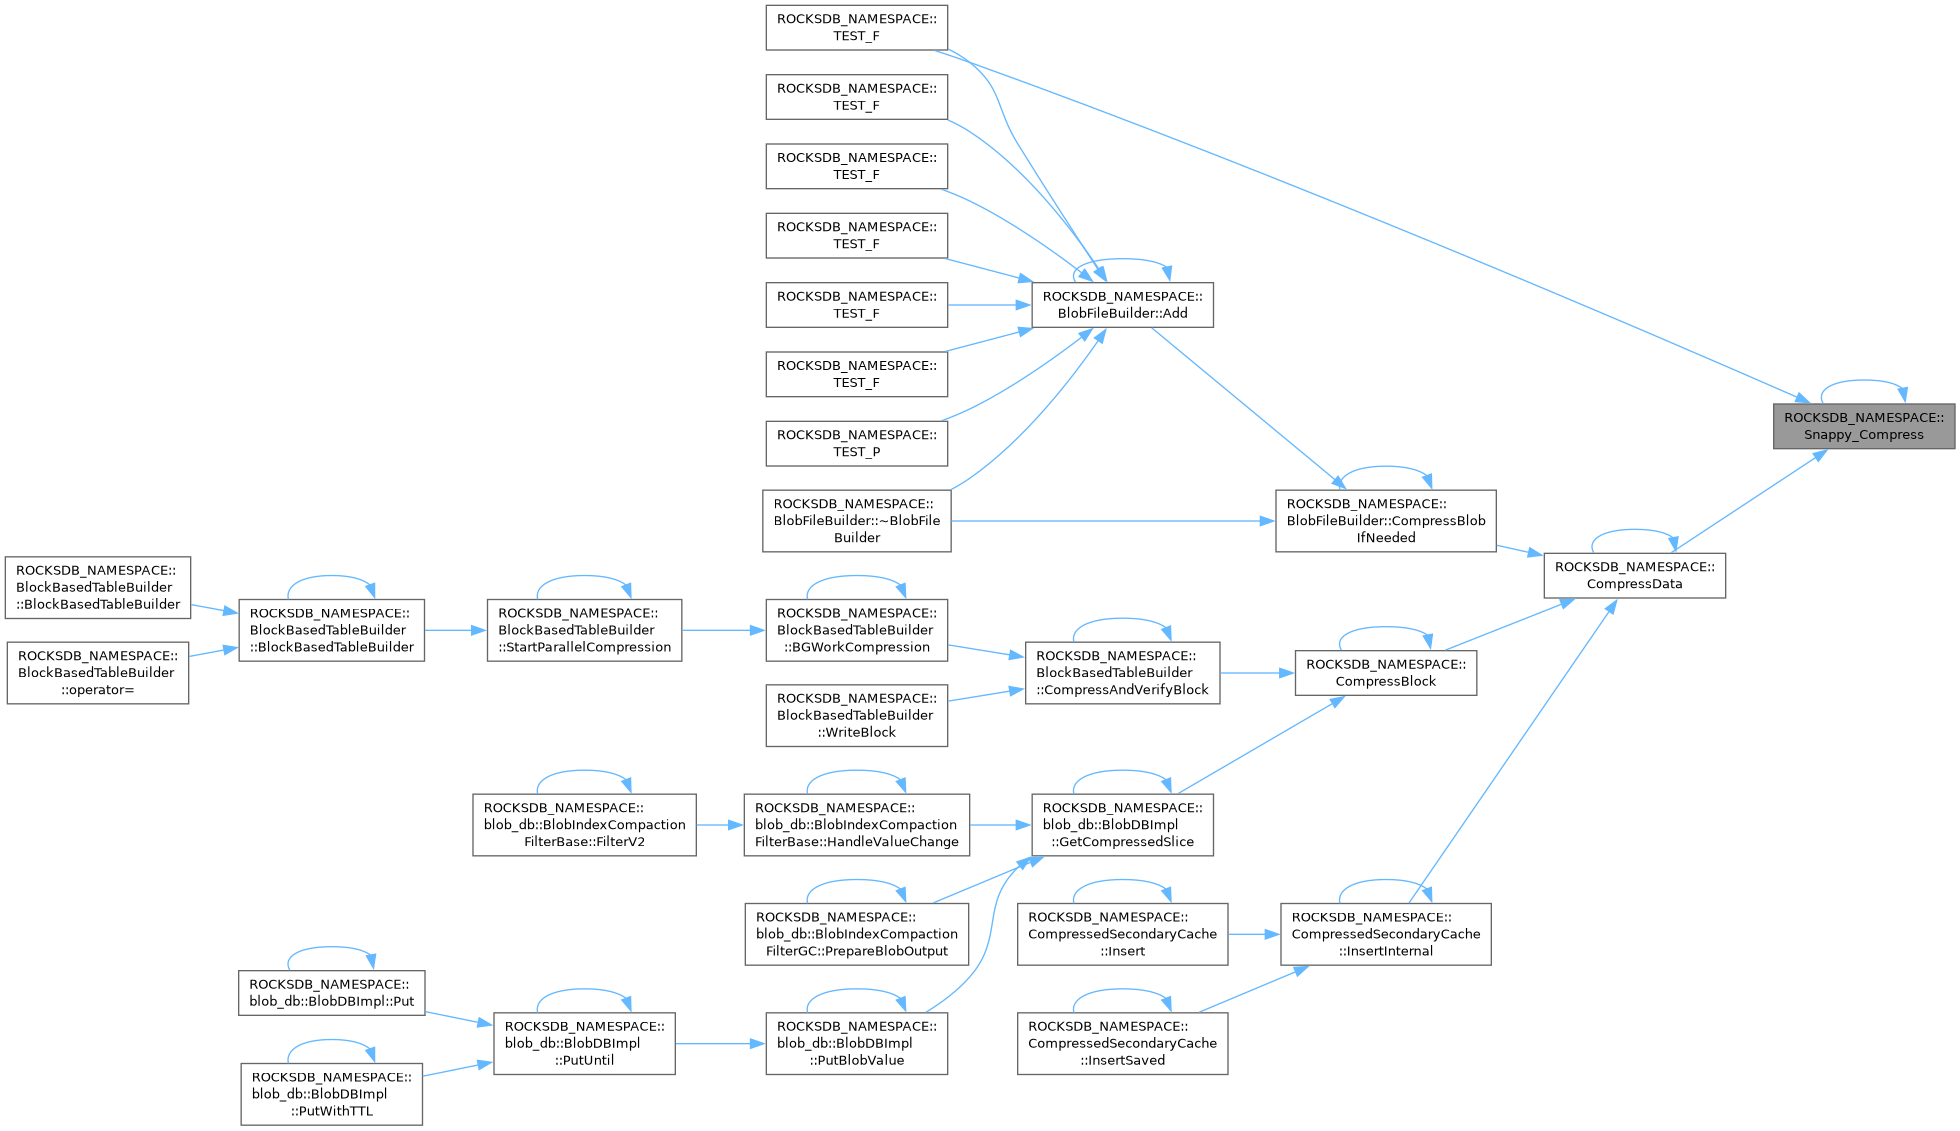 ROCKSDB_NAMESPACE::
TEST_F
ROCKSDB_NAMESPACE::
TEST_F
ROCKSDB_NAMESPACE::
TEST_F
ROCKSDB_NAMESPACE::
TEST_F
ROCKSDB_NAMESPACE::
TEST_F
ROCKSDB_NAMESPACE::
TEST_F
ROCKSDB_NAMESPACE::
TEST_P
ROCKSDB_NAMESPACE::
BlobFileBuilder::~BlobFile
Builder
ROCKSDB_NAMESPACE::
BlobFileBuilder::Add
ROCKSDB_NAMESPACE::
Snappy_Compress
ROCKSDB_NAMESPACE::
BlobFileBuilder::CompressBlob
IfNeeded
ROCKSDB_NAMESPACE::
CompressData
ROCKSDB_NAMESPACE::
BlockBasedTableBuilder
::BlockBasedTableBuilder
ROCKSDB_NAMESPACE::
BlockBasedTableBuilder
::operator=
ROCKSDB_NAMESPACE::
BlockBasedTableBuilder
::BlockBasedTableBuilder
ROCKSDB_NAMESPACE::
BlockBasedTableBuilder
::StartParallelCompression
ROCKSDB_NAMESPACE::
BlockBasedTableBuilder
::BGWorkCompression
ROCKSDB_NAMESPACE::
BlockBasedTableBuilder
::WriteBlock
ROCKSDB_NAMESPACE::
BlockBasedTableBuilder
::CompressAndVerifyBlock
ROCKSDB_NAMESPACE::
CompressBlock
ROCKSDB_NAMESPACE::
blob_db::BlobIndexCompaction
FilterBase::FilterV2
ROCKSDB_NAMESPACE::
blob_db::BlobIndexCompaction
FilterBase::HandleValueChange
ROCKSDB_NAMESPACE::
blob_db::BlobDBImpl
::GetCompressedSlice
ROCKSDB_NAMESPACE::
blob_db::BlobIndexCompaction
FilterGC::PrepareBlobOutput
ROCKSDB_NAMESPACE::
CompressedSecondaryCache
::Insert
ROCKSDB_NAMESPACE::
CompressedSecondaryCache
::InsertInternal
ROCKSDB_NAMESPACE::
blob_db::BlobDBImpl::Put
ROCKSDB_NAMESPACE::
blob_db::BlobDBImpl
::PutWithTTL
ROCKSDB_NAMESPACE::
blob_db::BlobDBImpl
::PutUntil
ROCKSDB_NAMESPACE::
blob_db::BlobDBImpl
::PutBlobValue
ROCKSDB_NAMESPACE::
CompressedSecondaryCache
::InsertSaved